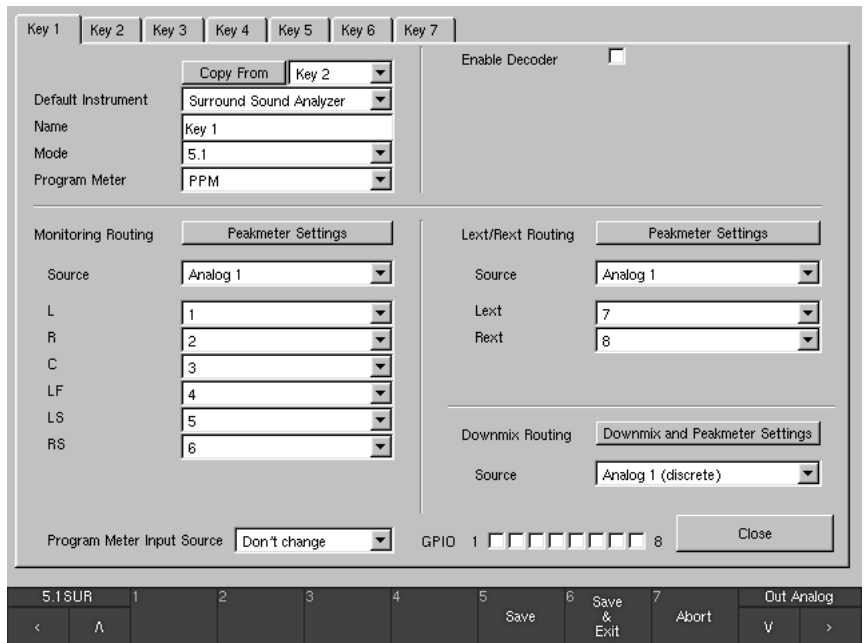 Key 1 Key 2 Key 3 Key 4 Key 5 Key 6 Key 7
Copy From Key 2
Default Instrument Surround Sound Analyzer
Name Key 1
Mode 5.1
Program Meter PPM
Enable Decoder
Monitoring Routing Peakmeter Settings
Source Analog 1
L 1
R 2
C 3
LF 4
LS 5
RS 6
Lext/Rext Routing Peakmeter Settings
Source Analog 1
Lext 7
Rext 8
Downmix Routing Downmix and Peakmeter Settings
Source Analog 1 (discrete)
Program Meter Input Source Don't change
GPIO 1 8
Close
5.1SUR
< Λ
1
2
3
4
5 Save
6 Save
&
Exit
7 Abort
Out Analog
V >